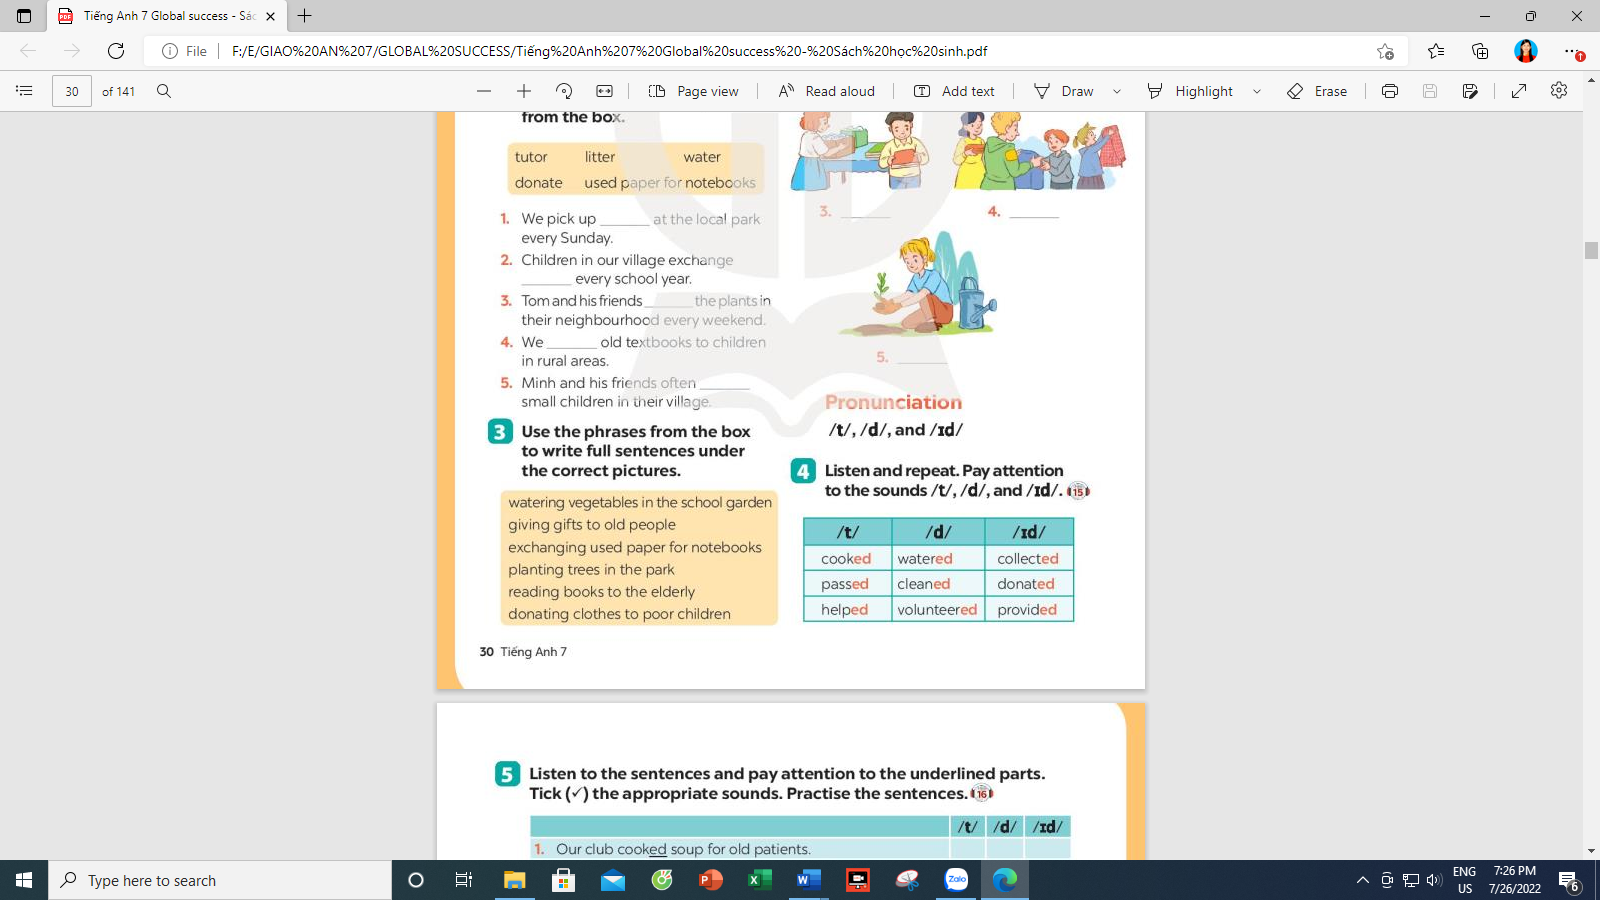 Tiếng Anh 7 Global success - Sác
File
F:/E/GIAO%20AN%207/GLOBAL%20SUCCESS/Tiếng%20Anh%207%20Global%20success%20-%20Sách%20học%20sinh.pdf
30 of 141
Page view
Read aloud
Add text
Draw
Highlight
Erase
from the box.
tutor litter water
donate used paper for notebooks
1. We pick up ______ at the local park
every Sunday.
2. Children in our village exchange
______ every school year.
3. Tom and his friends ______ the plants in
their neighbourhood every weekend.
4. We ______ old textbooks to children
in rural areas.
5. Minh and his friends often ______
small children in their village.
3 Use the phrases from the box
to write full sentences under
the correct pictures.
watering vegetables in the school garden
giving gifts to old people
exchanging used paper for notebooks
planting trees in the park
reading books to the elderly
donating clothes to poor children
30 Tiếng Anh 7
3. ______ 4. ______
5. ______
Pronunciation
/t/, /d/, and /ɪd/
4 Listen and repeat. Pay attention
to the sounds /t/, /d/, and /ɪd/. 15
/t/ /d/ /ɪd/
cooked watered collected
passed cleaned donated
helped volunteered provided
5 Listen to the sentences and pay attention to the underlined parts.
Tick (✓) the appropriate sounds. Practise the sentences. 16
/t/ /d/ /ɪd/
1. Our club cooked soup for old patients.
Type here to search
Zalo
ENG
US
7:26 PM
7/26/2022
6